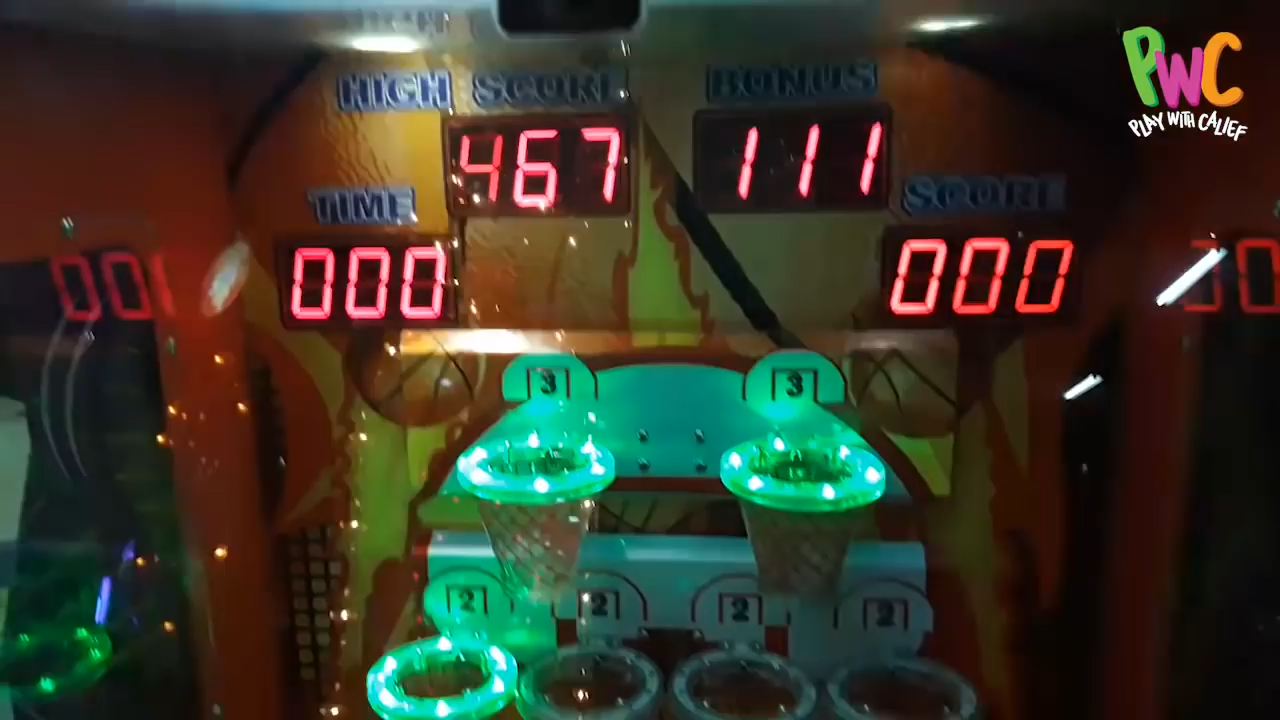 HIGH SCORE
BONUS
467
111
TIME
SCORE
000
000
001
3
3
2
2
2
2
PWC
PLAY WITH CALIEF